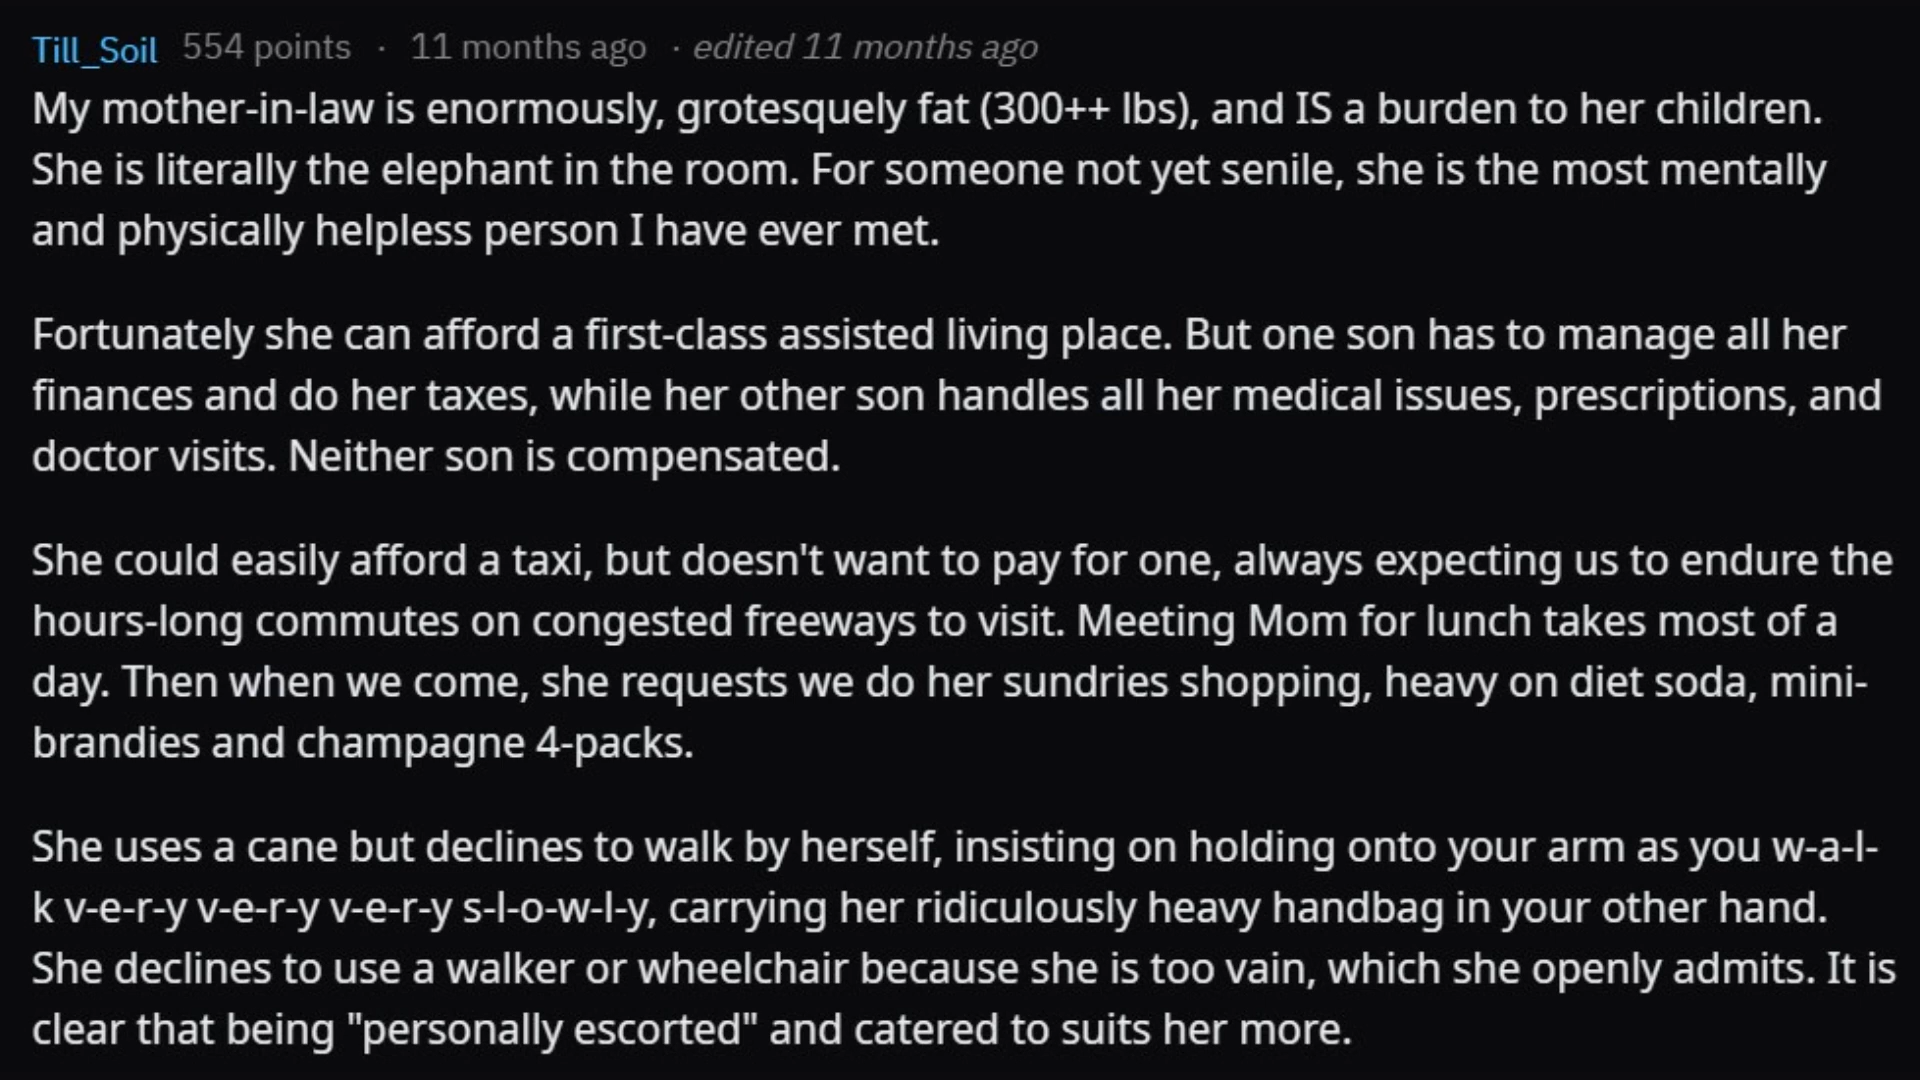 Till_Soil 554 points · 11 months ago · edited 11 months ago
My mother-in-law is enormously, grotesquely fat (300++ lbs), and IS a burden to her children.
She is literally the elephant in the room. For someone not yet senile, she is the most mentally
and physically helpless person I have ever met.
Fortunately she can afford a first-class assisted living place. But one son has to manage all her
finances and do her taxes, while her other son handles all her medical issues, prescriptions, and
doctor visits. Neither son is compensated.
She could easily afford a taxi, but doesn't want to pay for one, always expecting us to endure the
hours-long commutes on congested freeways to visit. Meeting Mom for lunch takes most of a
day. Then when we come, she requests we do her sundries shopping, heavy on diet soda, mini-
brandies and champagne 4-packs.
She uses a cane but declines to walk by herself, insisting on holding onto your arm as you w-a-l-
k v-e-r-y v-e-r-y v-e-r-y s-l-o-w-l-y, carrying her ridiculously heavy handbag in your other hand.
She declines to use a walker or wheelchair because she is too vain, which she openly admits. It is
clear that being "personally escorted" and catered to suits her more.